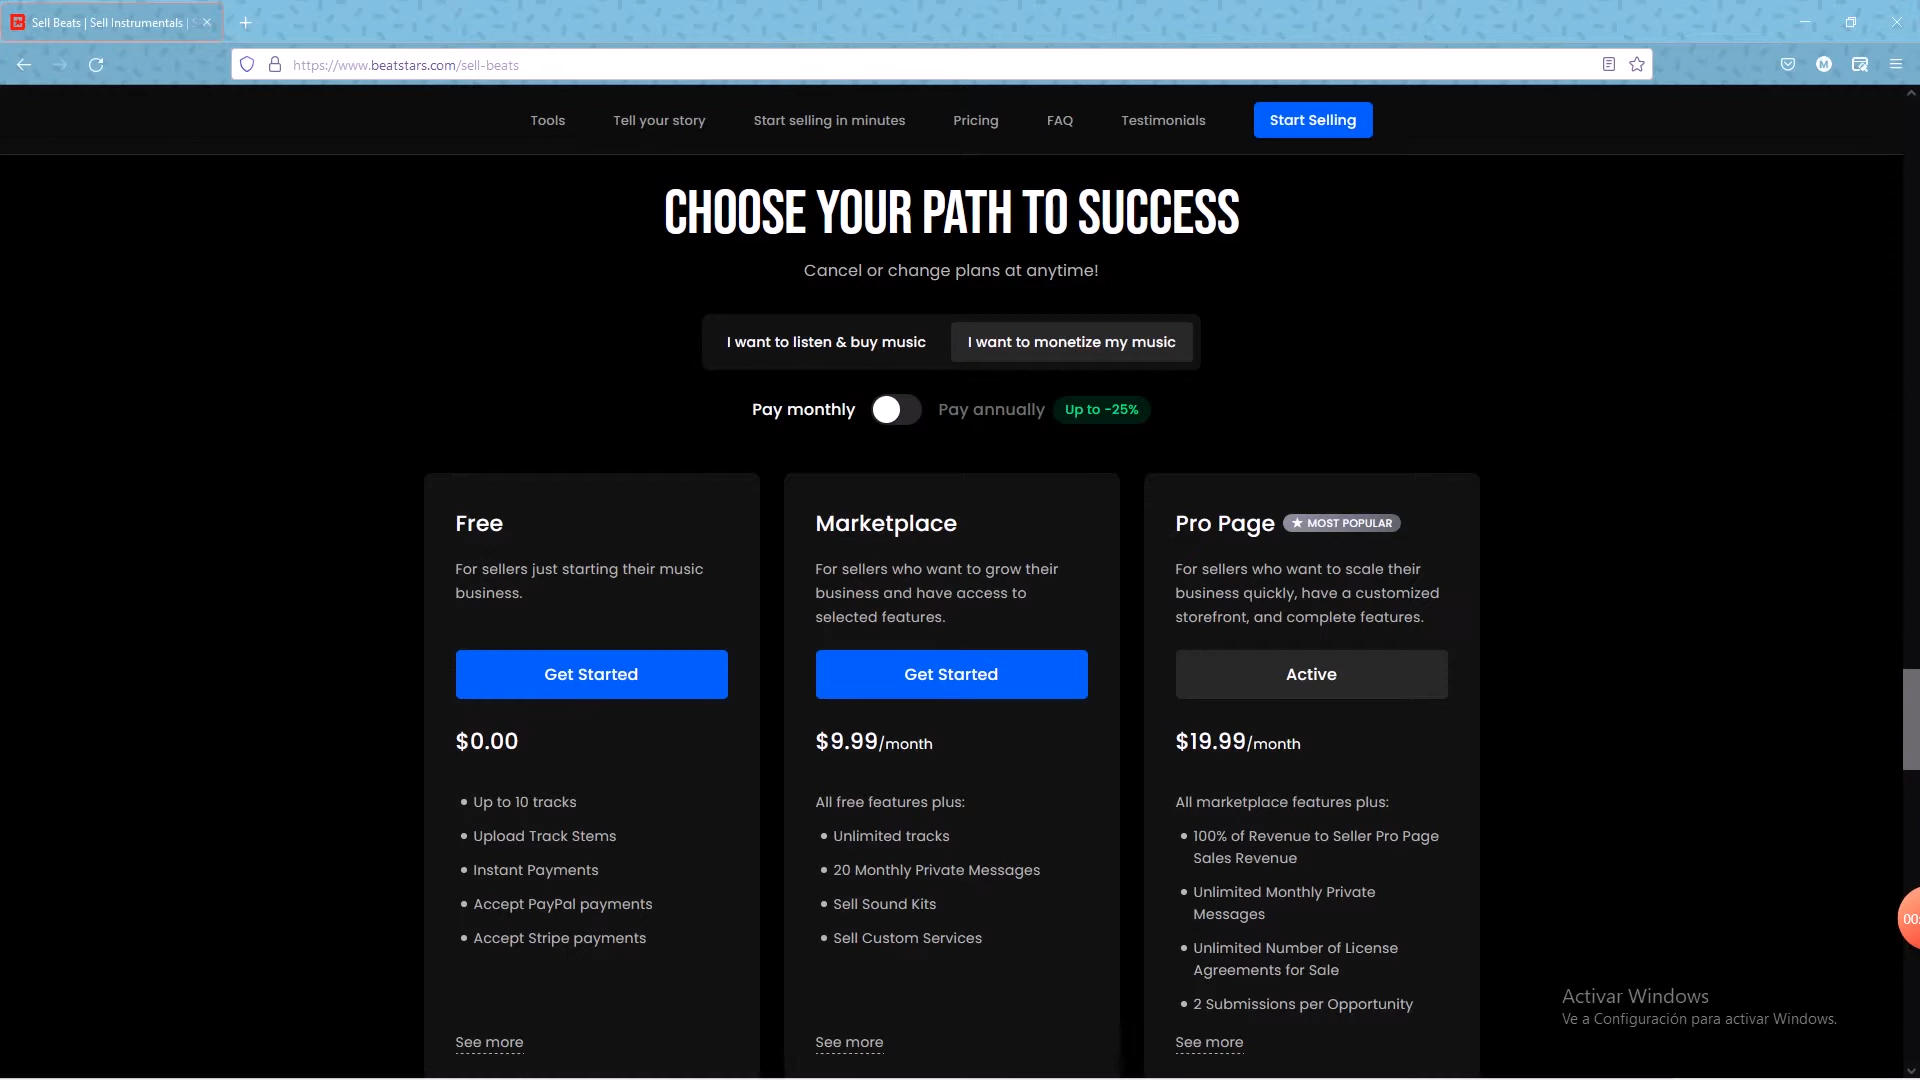 Sell Beats | Sell Instrumentals |
https://www.beatstars.com/sell-beats
M
Tools
Tell your story
Start selling in minutes
Pricing
FAQ
Testimonials
Start Selling
CHOOSE YOUR PATH TO SUCCESS
Cancel or change plans at anytime!
I want to listen & buy music
I want to monetize my music
Pay monthly
Pay annually
Up to -25%
Free
For sellers just starting their music
business.
Get Started
$0.00
Up to 10 tracks
Upload Track Stems
Instant Payments
Accept PayPal payments
Accept Stripe payments
See more
Marketplace
For sellers who want to grow their
business and have access to
selected features.
Get Started
$9.99/month
All free features plus:
Unlimited tracks
20 Monthly Private Messages
Sell Sound Kits
Sell Custom Services
See more
Pro Page
★ MOST POPULAR
For sellers who want to scale their
business quickly, have a customized
storefront, and complete features.
Active
$19.99/month
All marketplace features plus:
100% of Revenue to Seller Pro Page
Sales Revenue
Unlimited Monthly Private
Messages
Unlimited Number of License
Agreements for Sale
2 Submissions per Opportunity
See more
00:
Activar Windows
Ve a Configuración para activar Windows.